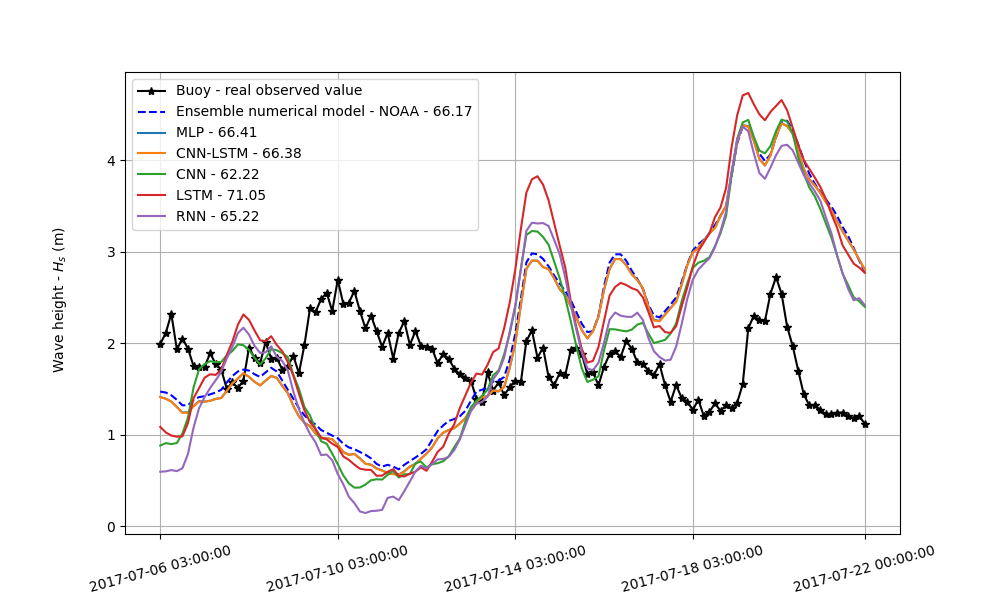 Buoy - real observed value
Ensemble numerical model - NOAA - 66.17
MLP - 66.41
CNN-LSTM - 66.38
CNN - 62.22
LSTM - 71.05
RNN - 65.22
Wave height - Hₛ (m)
4
3
2
1
0
2017-07-06 03:00:00
2017-07-10 03:00:00
2017-07-14 03:00:00
2017-07-18 03:00:00
2017-07-22 00:00:00